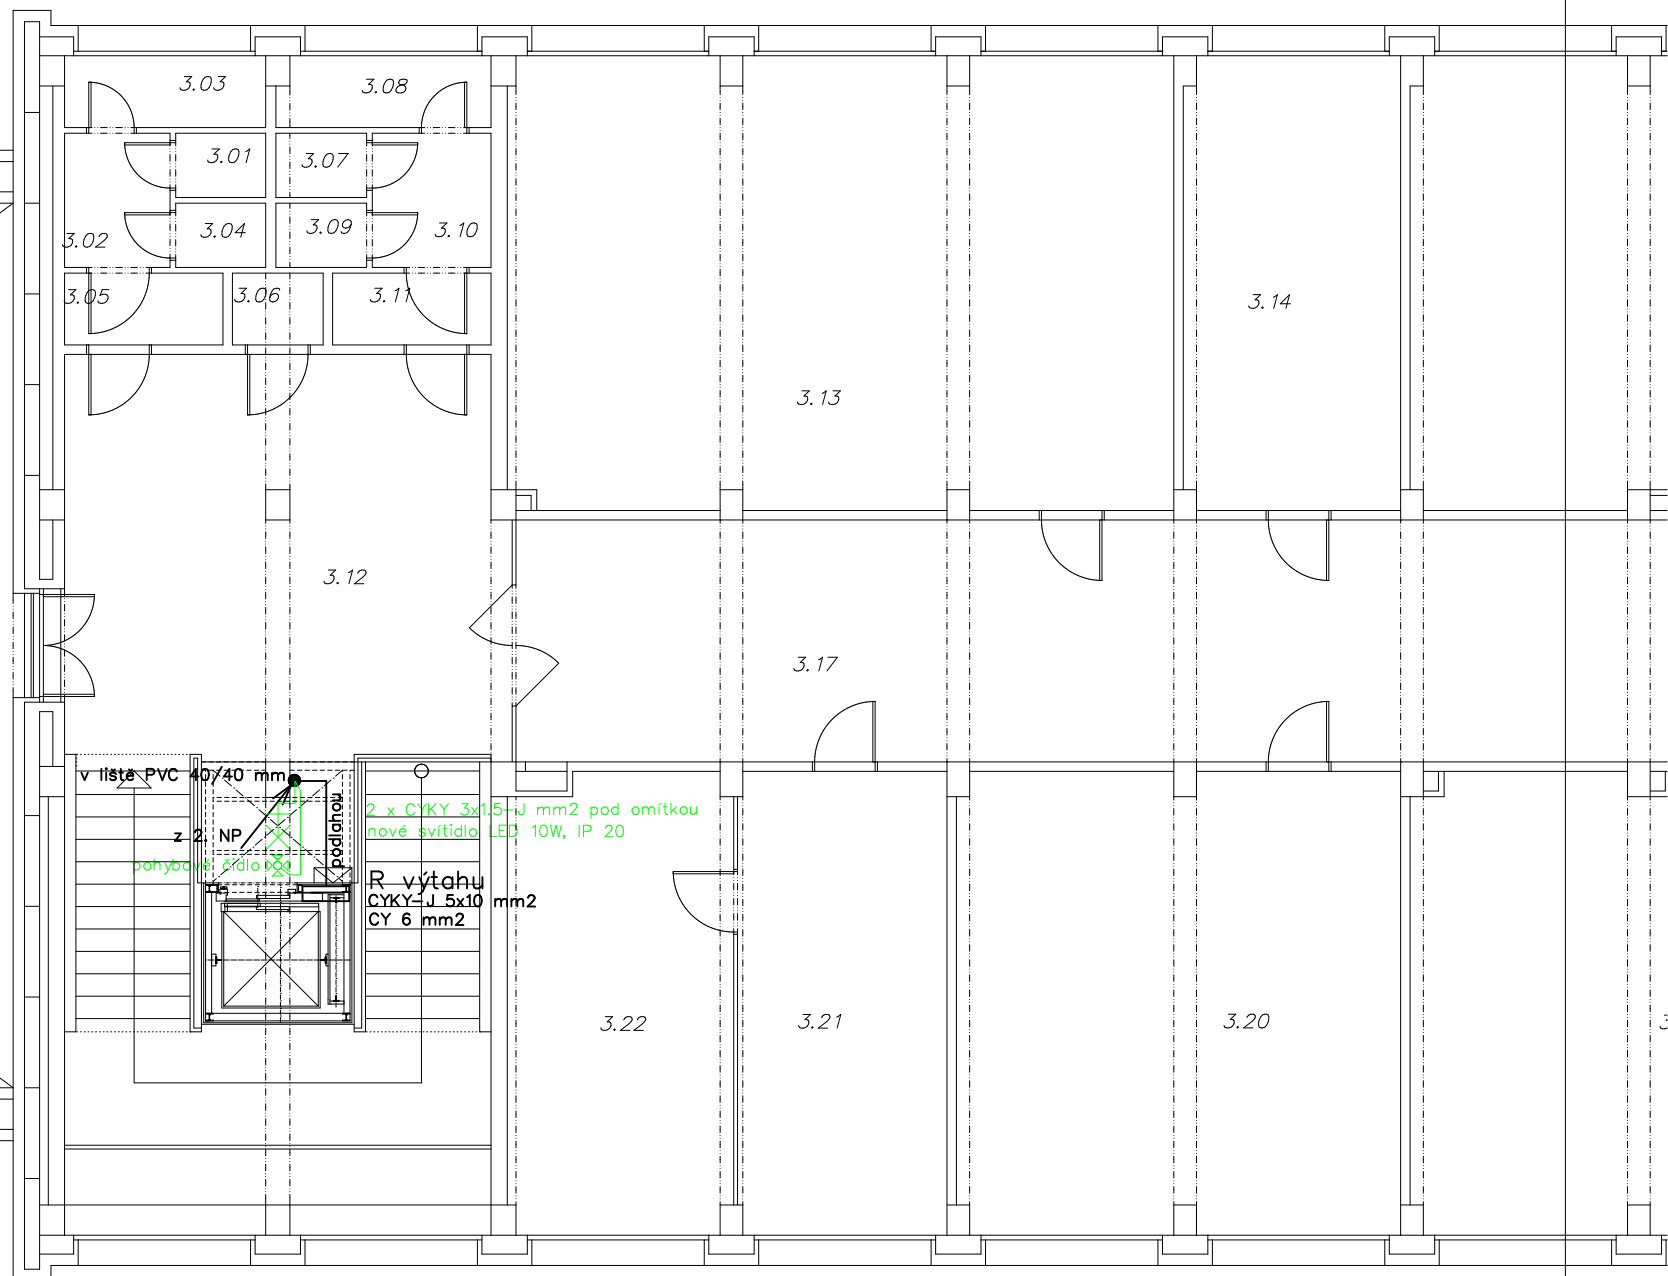 3.03
3.08
3.01
3.07
3.04
3.09
3.10
3.02
3.05
3.06
3.11
3.14
3.13
3.12
3.17
v liště PVC 40/40 mm
z 2. NP
pohybové čidlo
podlahou
2 x CYKY 3x1.5-J mm2 pod omítkou
nové svítidlo LED 10W, IP 20
R výtahu
CYKY-J 5x10 mm2
CY 6 mm2
3.22
3.21
3.20